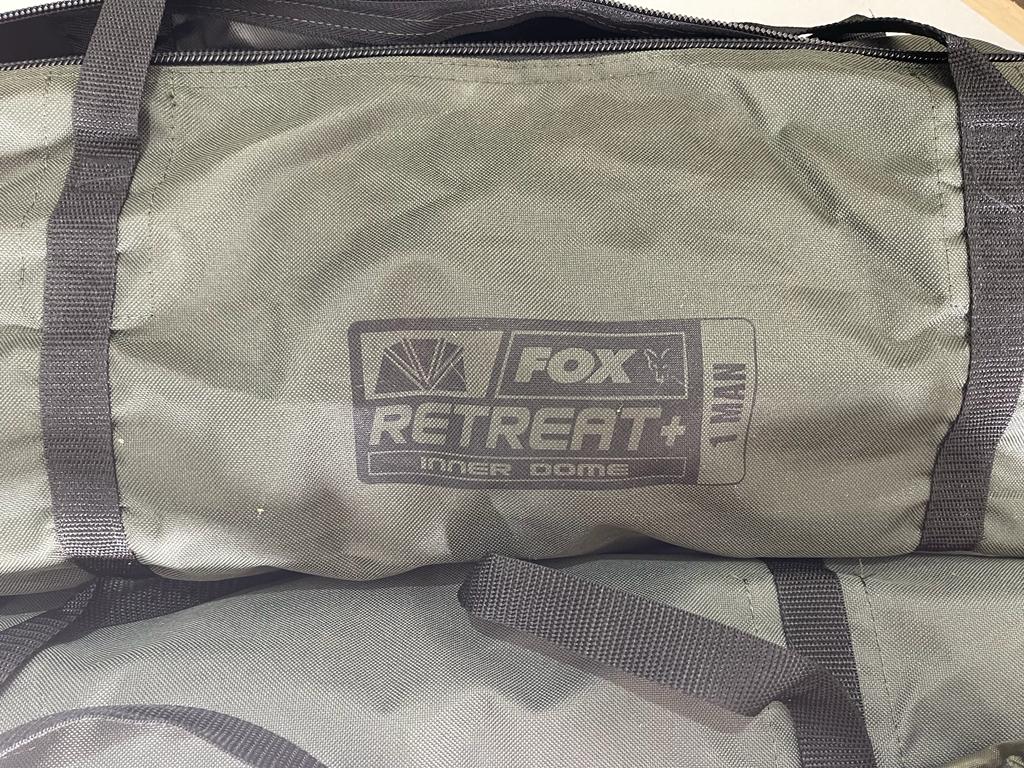 FOX
RETREAT+
INNER DOME
1 MAN